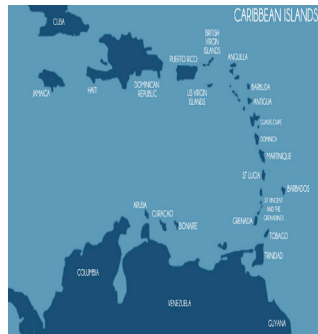 CARIBBEAN ISLANDS
CUBA
BRITISH
VIRGIN
ISLANDS
ANGUILLA
PUERTO RICO
JAMAICA
HAITI
DOMINICAN
REPUBLIC
US VIRGIN
ISLANDS
BARBUDA
ANTIGUA
GUADELOUPE
DOMINICA
MARTINIQUE
ST LUCIA
BARBADOS
ST VINCENT
AND THE
GRENADINES
ARUBA
CURACAO
BONAIRE
GRENADA
TOBAGO
TRINIDAD
COLUMBIA
VENEZUELA
GUYANA